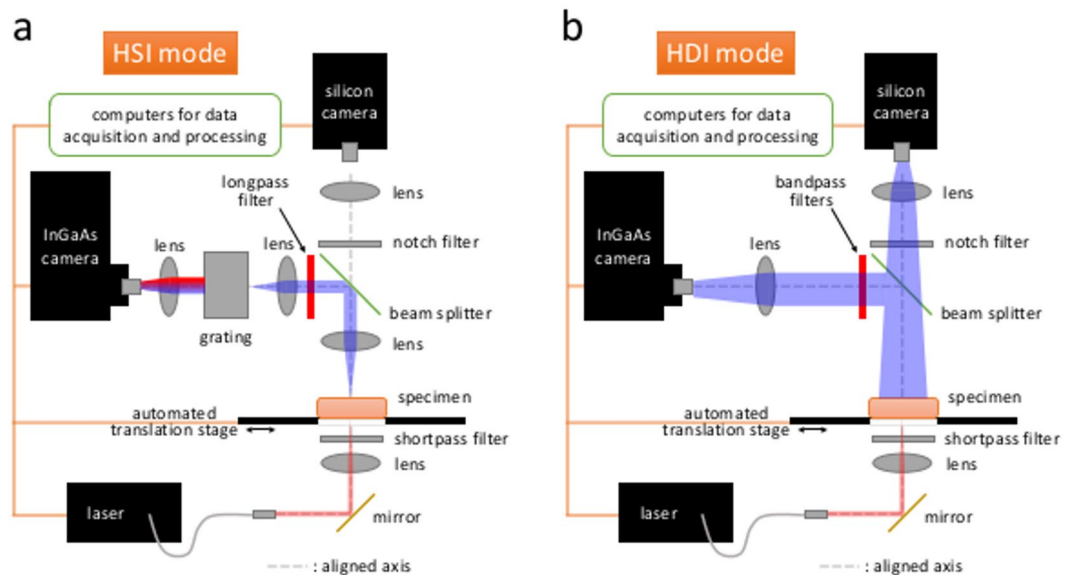 a
HSI mode
silicon
camera
computers for data
acquisition and processing
longpass
filter
lens
InGaAs
camera
lens
lens
notch filter
grating
beam splitter
lens
specimen
automated
translation stage
shortpass filter
lens
laser
mirror
: aligned axis
b
HDI mode
silicon
camera
computers for data
acquisition and processing
bandpass
filters
lens
InGaAs
camera
lens
notch filter
beam splitter
specimen
automated
translation stage
shortpass filter
lens
laser
mirror
: aligned axis